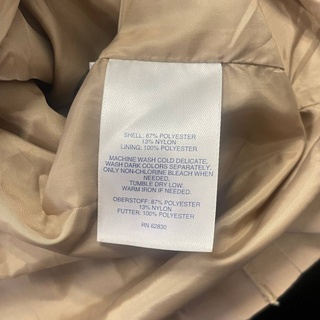 SHELL: 87% POLYESTER
13% NYLON
LINING: 100% POLYESTER
MACHINE WASH COLD DELICATE,
WASH DARK COLORS SEPARATELY,
ONLY NON-CHLORINE BLEACH WHEN
NEEDED.
TUMBLE DRY LOW.
WARM IRON IF NEEDED.
OBERSTOFF: 87% POLYESTER
13% NYLON
FUTTER: 100% POLYESTER
RN 62830